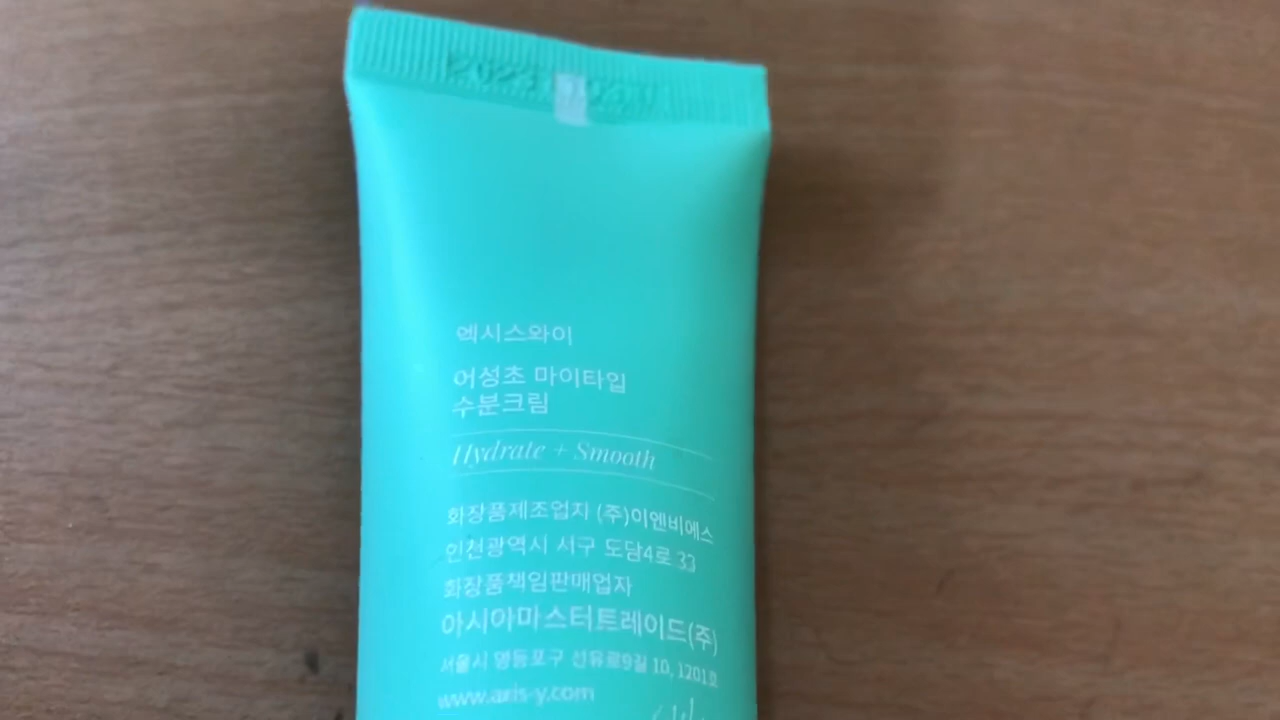 엑시스와이
어성초 마이타임
수분크림
Hydrate + Smooth
화장품제조업자 (주)이엔비에스
인천광역시 서구 도담4로 33
화장품책임판매업자
아시아마스터트레이드(주)
서울시 영등포구 선유로9길 10, 1201호
www.axis-y.com